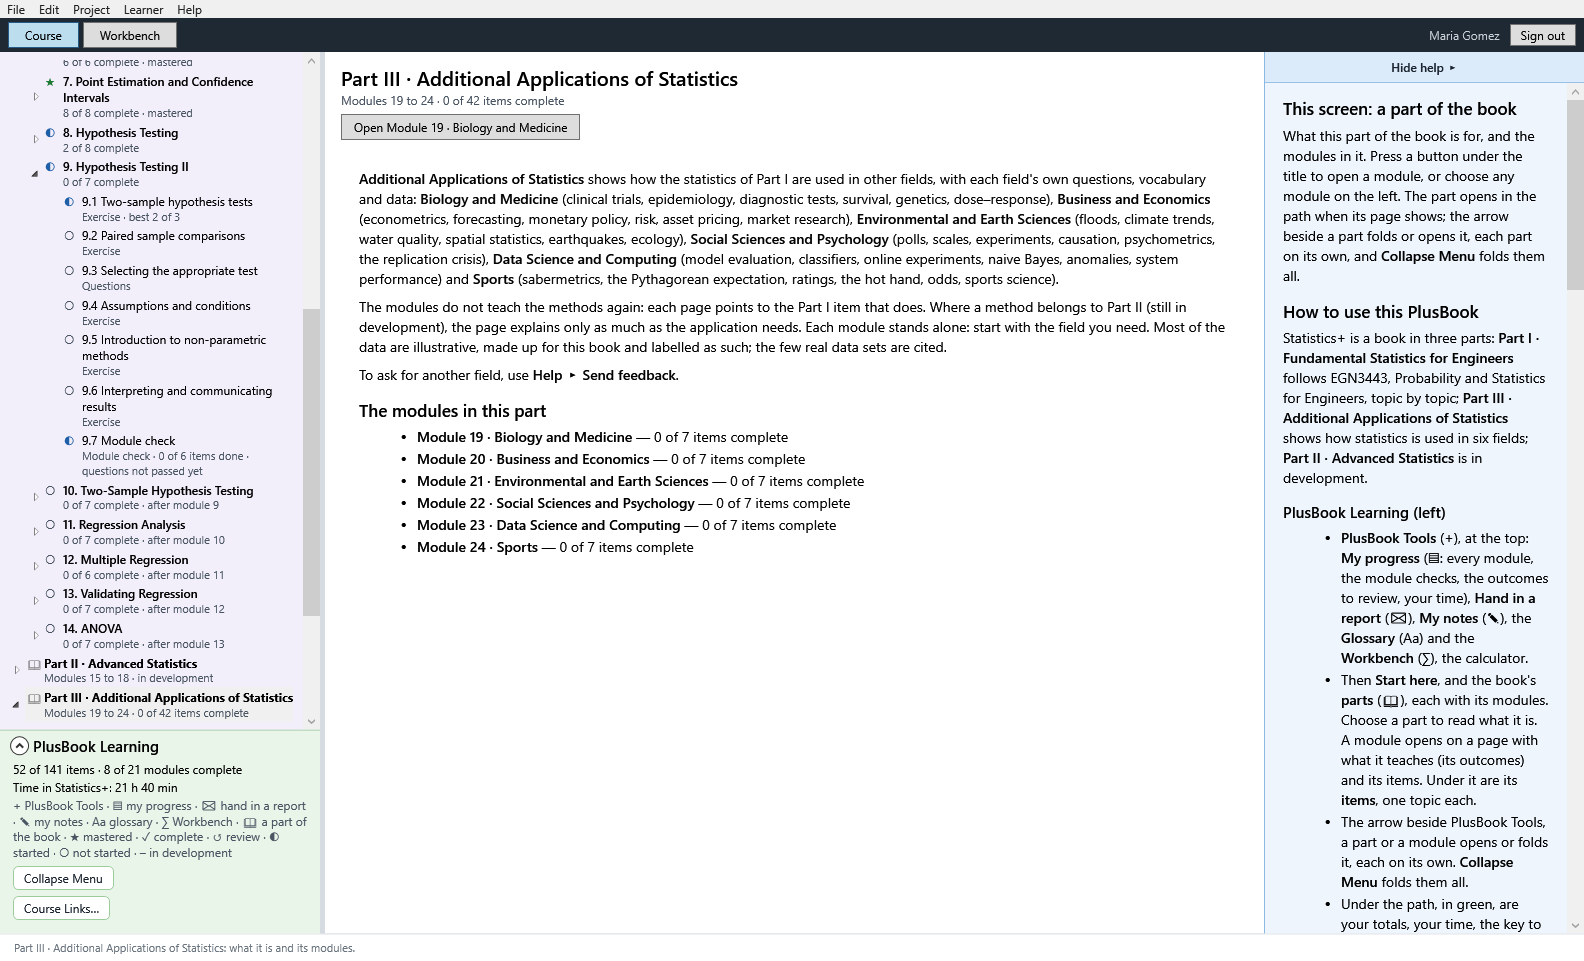 File Edit Project Learner Help
Course Workbench Maria Gomez Sign out
6 of 6 complete · mastered
★ 7. Point Estimation and Confidence
Intervals
8 of 8 complete · mastered
8. Hypothesis Testing
2 of 8 complete
9. Hypothesis Testing II
0 of 7 complete
9.1 Two-sample hypothesis tests
Exercise · best 2 of 3
9.2 Paired sample comparisons
Exercise
9.3 Selecting the appropriate test
Questions
9.4 Assumptions and conditions
Exercise
9.5 Introduction to non-parametric
methods
Exercise
9.6 Interpreting and communicating
results
Exercise
9.7 Module check
Module check · 0 of 6 items done ·
questions not passed yet
10. Two-Sample Hypothesis Testing
0 of 7 complete · after module 9
11. Regression Analysis
0 of 7 complete · after module 10
12. Multiple Regression
0 of 6 complete · after module 11
13. Validating Regression
0 of 7 complete · after module 12
14. ANOVA
0 of 7 complete · after module 13
Part II · Advanced Statistics
Modules 15 to 18 · in development
Part III · Additional Applications of Statistics
Modules 19 to 24 · 0 of 42 items complete
PlusBook Learning
52 of 141 items · 8 of 21 modules complete
Time in Statistics+: 21 h 40 min
+ PlusBook Tools · ▤ my progress · ✉ hand in a report
· ✎ my notes · Aa glossary · ∑ Workbench · 🕮 a part of
the book · ★ mastered · ✓ complete · ↺ review · ◐
started · ○ not started · – in development
Collapse Menu
Course Links...
Part III · Additional Applications of Statistics
Modules 19 to 24 · 0 of 42 items complete
Open Module 19 · Biology and Medicine
Additional Applications of Statistics shows how the statistics of Part I are used in other fields, with each field's own questions, vocabulary
and data: Biology and Medicine (clinical trials, epidemiology, diagnostic tests, survival, genetics, dose–response), Business and Economics
(econometrics, forecasting, monetary policy, risk, asset pricing, market research), Environmental and Earth Sciences (floods, climate trends,
water quality, spatial statistics, earthquakes, ecology), Social Sciences and Psychology (polls, scales, experiments, causation, psychometrics,
the replication crisis), Data Science and Computing (model evaluation, classifiers, online experiments, naive Bayes, anomalies, system
performance) and Sports (sabermetrics, the Pythagorean expectation, ratings, the hot hand, odds, sports science).
The modules do not teach the methods again: each page points to the Part I item that does. Where a method belongs to Part II (still in
development), the page explains only as much as the application needs. Each module stands alone: start with the field you need. Most of the
data are illustrative, made up for this book and labelled as such; the few real data sets are cited.
To ask for another field, use Help ▸ Send feedback.
The modules in this part
• Module 19 · Biology and Medicine — 0 of 7 items complete
• Module 20 · Business and Economics — 0 of 7 items complete
• Module 21 · Environmental and Earth Sciences — 0 of 7 items complete
• Module 22 · Social Sciences and Psychology — 0 of 7 items complete
• Module 23 · Data Science and Computing — 0 of 7 items complete
• Module 24 · Sports — 0 of 7 items complete
Hide help ▸
This screen: a part of the book
What this part of the book is for, and the
modules in it. Press a button under the
title to open a module, or choose any
module on the left. The part opens in the
path when its page shows; the arrow
beside a part folds or opens it, each part
on its own, and Collapse Menu folds them
all.
How to use this PlusBook
Statistics+ is a book in three parts: Part I ·
Fundamental Statistics for Engineers
follows EGN3443, Probability and Statistics
for Engineers, topic by topic; Part III ·
Additional Applications of Statistics
shows how statistics is used in six fields;
Part II · Advanced Statistics is in
development.
PlusBook Learning (left)
• PlusBook Tools (+), at the top:
My progress (▤: every module,
the module checks, the outcomes
to review, your time), Hand in a
report (✉), My notes (✎), the
Glossary (Aa) and the
Workbench (∑), the calculator.
• Then Start here, and the book's
parts (🕮), each with its modules.
Choose a part to read what it is.
A module opens on a page with
what it teaches (its outcomes)
and its items. Under it are its
items, one topic each.
• The arrow beside PlusBook Tools,
a part or a module opens or folds
it, each on its own. Collapse
Menu folds them all.
• Under the path, in green, are
your totals, your time, the key to
Part III · Additional Applications of Statistics: what it is and its modules.